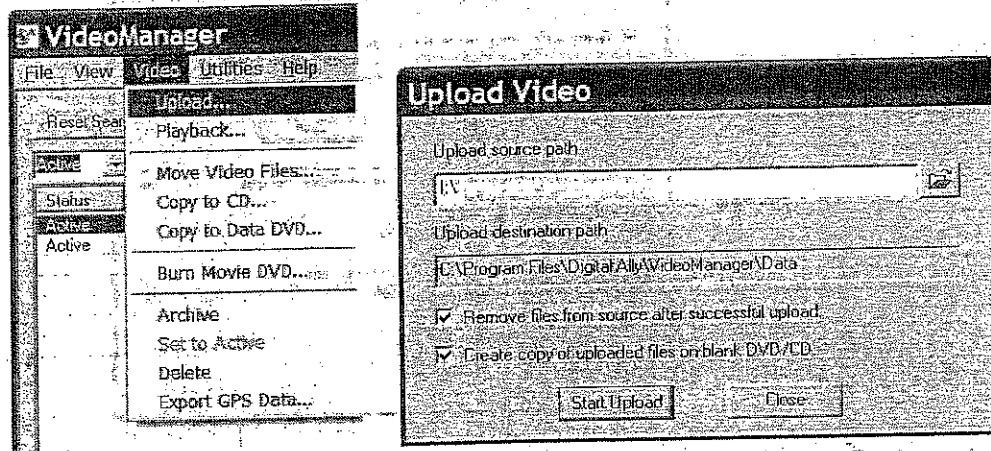 VideoManager
File View Video Utilities Help
Upload...
Playback...
Move Video Files...
Copy to CD...
Copy to Data DVD...
Burn Movie DVD...
Archive
Set to Active
Delete
Export GPS Data...
Reset Sear
Active
Status
Active
Active
Upload Video
Upload source path
I:\
Upload destination path
C:\Program Files\Digital Ally\VideoManager\Data
Remove files from source after successful upload.
Create copy of uploaded files on blank DVD/CD
Start Upload Close